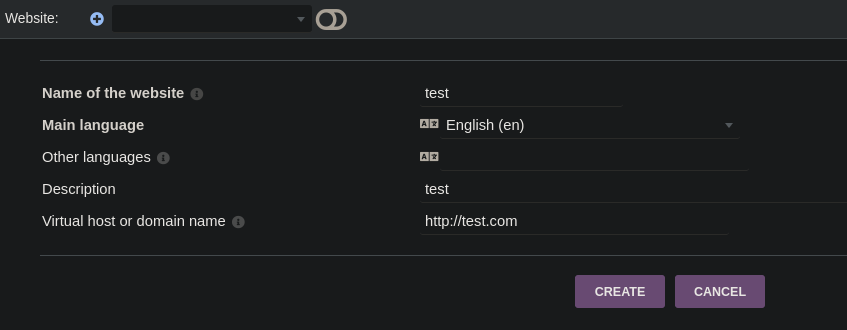 Website:
Name of the website test
Main language English (en)
Other languages
Description test
Virtual host or domain name http://test.com
CREATE CANCEL